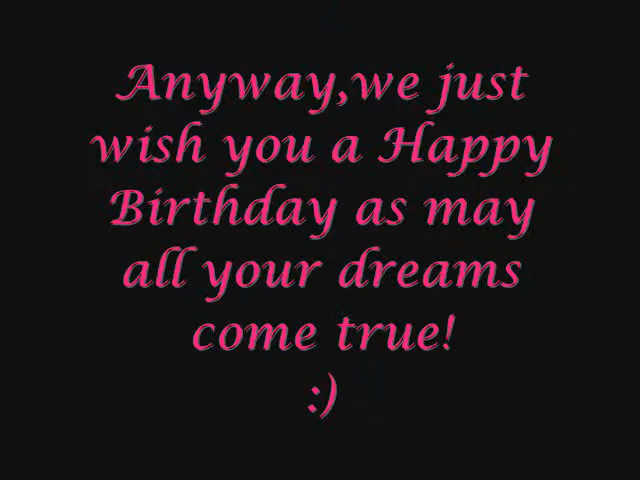 Anyway,we just
wish you a Happy
Birthday as may
all your dreams
come true!
:)